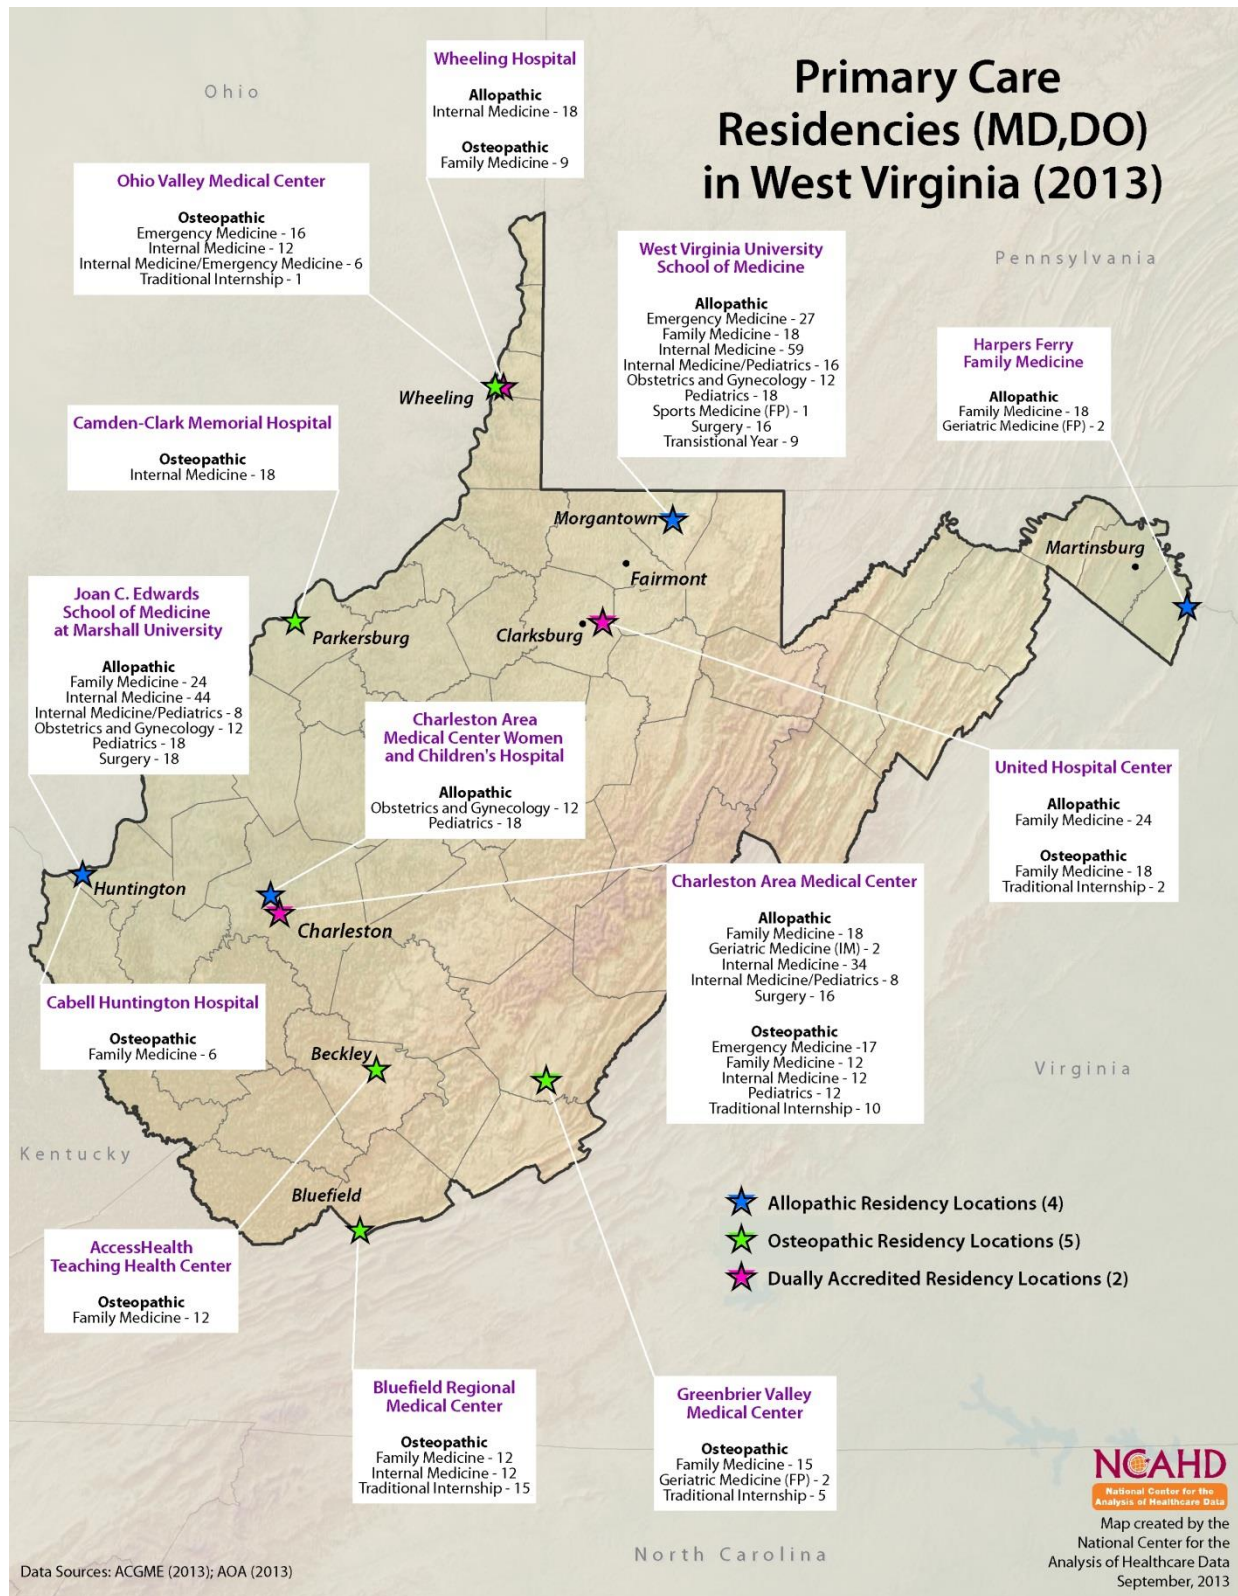 Primary Care
Residencies (MD,DO)
in West Virginia (2013)
Ohio
Pennsylvania
Wheeling Hospital
Allopathic
Internal Medicine - 18
Osteopathic
Family Medicine - 9
Ohio Valley Medical Center
Osteopathic
Emergency Medicine - 16
Internal Medicine - 12
Internal Medicine/Emergency Medicine - 6
Traditional Internship - 1
West Virginia University
School of Medicine
Allopathic
Emergency Medicine - 27
Family Medicine - 18
Internal Medicine - 59
Internal Medicine/Pediatrics - 16
Obstetrics and Gynecology - 12
Pediatrics - 18
Sports Medicine (FP) - 1
Surgery - 16
Transistional Year - 9
Harpers Ferry
Family Medicine
Allopathic
Family Medicine - 18
Geriatric Medicine (FP) - 2
Wheeling
Camden-Clark Memorial Hospital
Osteopathic
Internal Medicine - 18
Morgantown
Fairmont
Martinsburg
Clarksburg
Parkersburg
Joan C. Edwards
School of Medicine
at Marshall University
Allopathic
Family Medicine - 24
Internal Medicine - 44
Internal Medicine/Pediatrics - 8
Obstetrics and Gynecology - 12
Pediatrics - 18
Surgery - 18
Charleston Area
Medical Center Women
and Children's Hospital
Allopathic
Obstetrics and Gynecology - 12
Pediatrics - 18
United Hospital Center
Allopathic
Family Medicine - 24
Osteopathic
Family Medicine - 18
Traditional Internship - 2
Huntington
Charleston
Charleston Area Medical Center
Allopathic
Family Medicine - 18
Geriatric Medicine (IM) - 2
Internal Medicine - 34
Internal Medicine/Pediatrics - 8
Surgery - 16
Osteopathic
Emergency Medicine -17
Family Medicine - 12
Internal Medicine - 12
Pediatrics - 12
Traditional Internship - 10
Cabell Huntington Hospital
Osteopathic
Family Medicine - 6
Beckley
Virginia
Kentucky
Bluefield
Allopathic Residency Locations (4)
Osteopathic Residency Locations (5)
Dually Accredited Residency Locations (2)
AccessHealth
Teaching Health Center
Osteopathic
Family Medicine - 12
Bluefield Regional
Medical Center
Osteopathic
Family Medicine - 12
Internal Medicine - 12
Traditional Internship - 15
Greenbrier Valley
Medical Center
Osteopathic
Family Medicine - 15
Geriatric Medicine (FP) - 2
Traditional Internship - 5
NCAHD
National Center for the
Analysis of Healthcare Data
Map created by the
National Center for the
Analysis of Healthcare Data
September, 2013
North Carolina
Data Sources: ACGME (2013); AOA (2013)